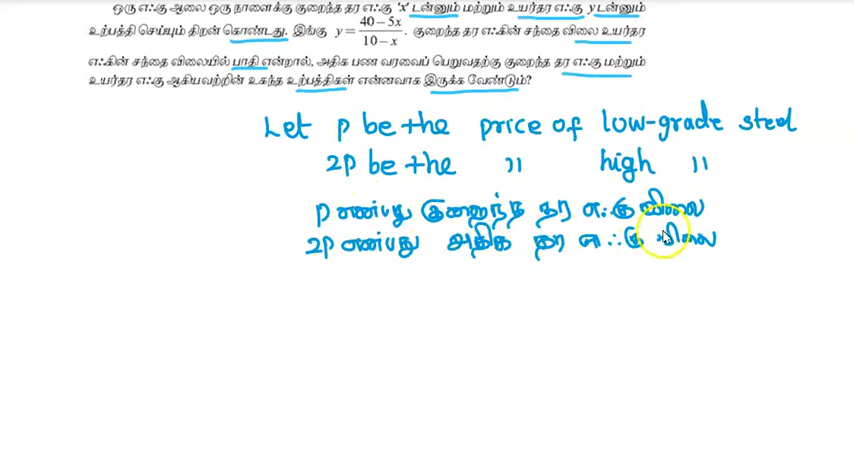 ஒரு எஃகு ஆலை ஒரு நாளைக்கு குறைந்த தர எஃகு 'x' டன்னும் மற்றும் உயர்தர எஃகு y டன்னும்
உற்பத்தி செய்யும் திறன் கொண்டது. இங்கு y = (40 – 5x)/(10 – x). குறைந்த தர எஃகின் சந்தை விலை உயர்தர
எஃகின் சந்தை விலையில் பாதி என்றால், அதிக பண வரவைப் பெறுவதற்கு குறைந்த தர எஃகு மற்றும்
உயர்தர எஃகு ஆகியவற்றின் உகந்த உற்பத்திகள் என்னவாக இருக்க வேண்டும்?
Let p be the price of low-grade steel
2p be the " high "
p என்பது குறைந்த தர எஃகு விலை
2p என்பது அதிக தர எஃகு விலை